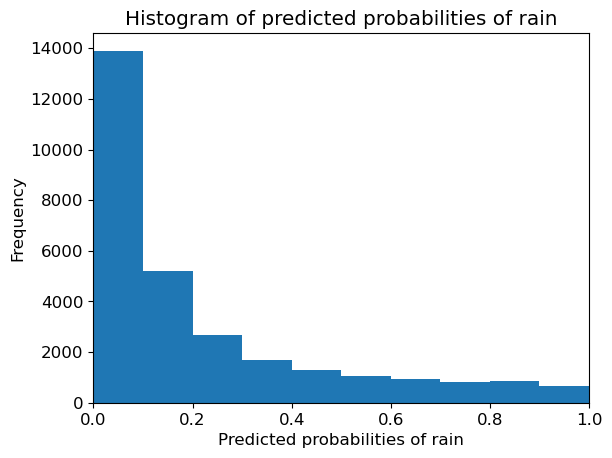 Histogram of predicted probabilities of rain
14000
12000
10000
8000
6000
4000
2000
0
Frequency
0.0 0.2 0.4 0.6 0.8 1.0
Predicted probabilities of rain